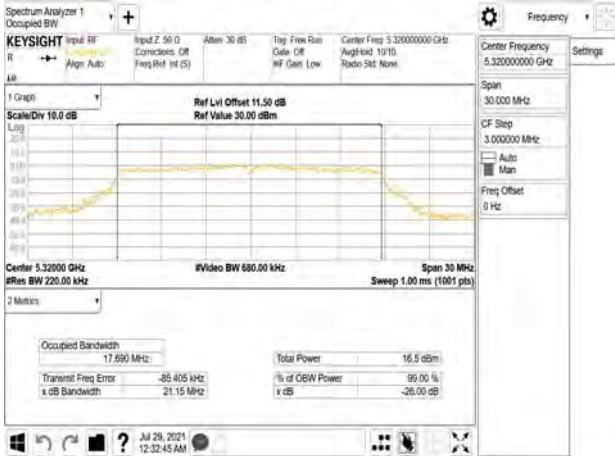 Spectrum Analyzer 1
Occupied BW
+
Frequency
KEYSIGHT
Input: RF
Input Z: 50 Ω
Atten: 30 dB
Trig: Free Run
Center Freq: 5.320000000 GHz
R
Corrections: Off
Gate: Off
Avg|Hold: 10/10
Align: Auto
Freq Ref: Int (S)
#IF Gain: Low
Radio Std: None
1 Graph
Scale/Div 10.0 dB
Ref Lvl Offset 11.50 dB
Ref Value 30.00 dBm
Log
Center 5.32000 GHz
#Video BW 680.00 kHz
Span 30 MHz
#Res BW 220.00 kHz
Sweep 1.00 ms (1001 pts)
2 Metrics
Occupied Bandwidth
17.690 MHz
Total Power
16.5 dBm
Transmit Freq Error
-85.405 kHz
% of OBW Power
99.00 %
x dB Bandwidth
21.15 MHz
x dB
-26.00 dB
?
Jul 29, 2021
12:32:45 AM
Center Frequency
5.320000000 GHz
Settings
Span
30.000 MHz
CF Step
3.000000 MHz
Auto
Man
Freq Offset
0 Hz